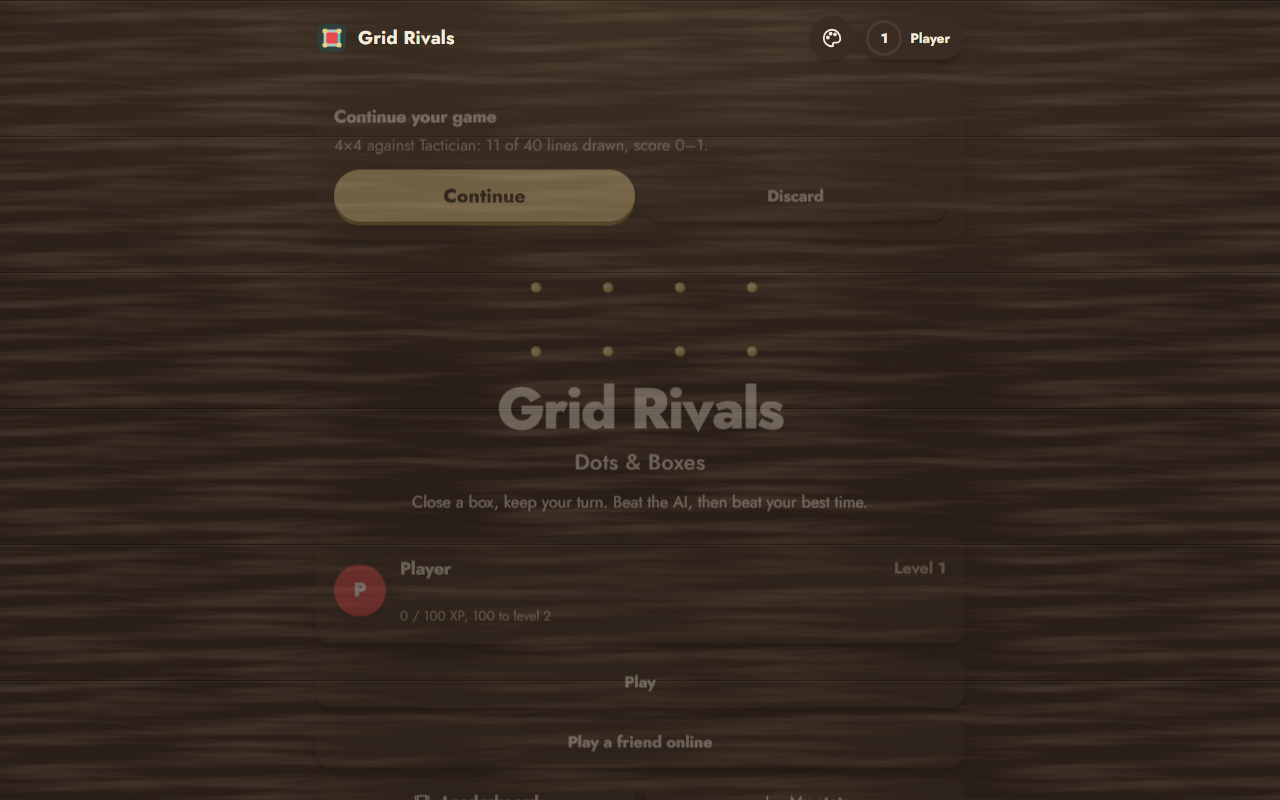 Grid Rivals
1 Player
Continue your game
4×4 against Tactician: 11 of 40 lines drawn, score 0–1.
Continue
Discard
Grid Rivals
Dots & Boxes
Close a box, keep your turn. Beat the AI, then beat your best time.
P
Player
Level 1
0 / 100 XP, 100 to level 2
Play
Play a friend online